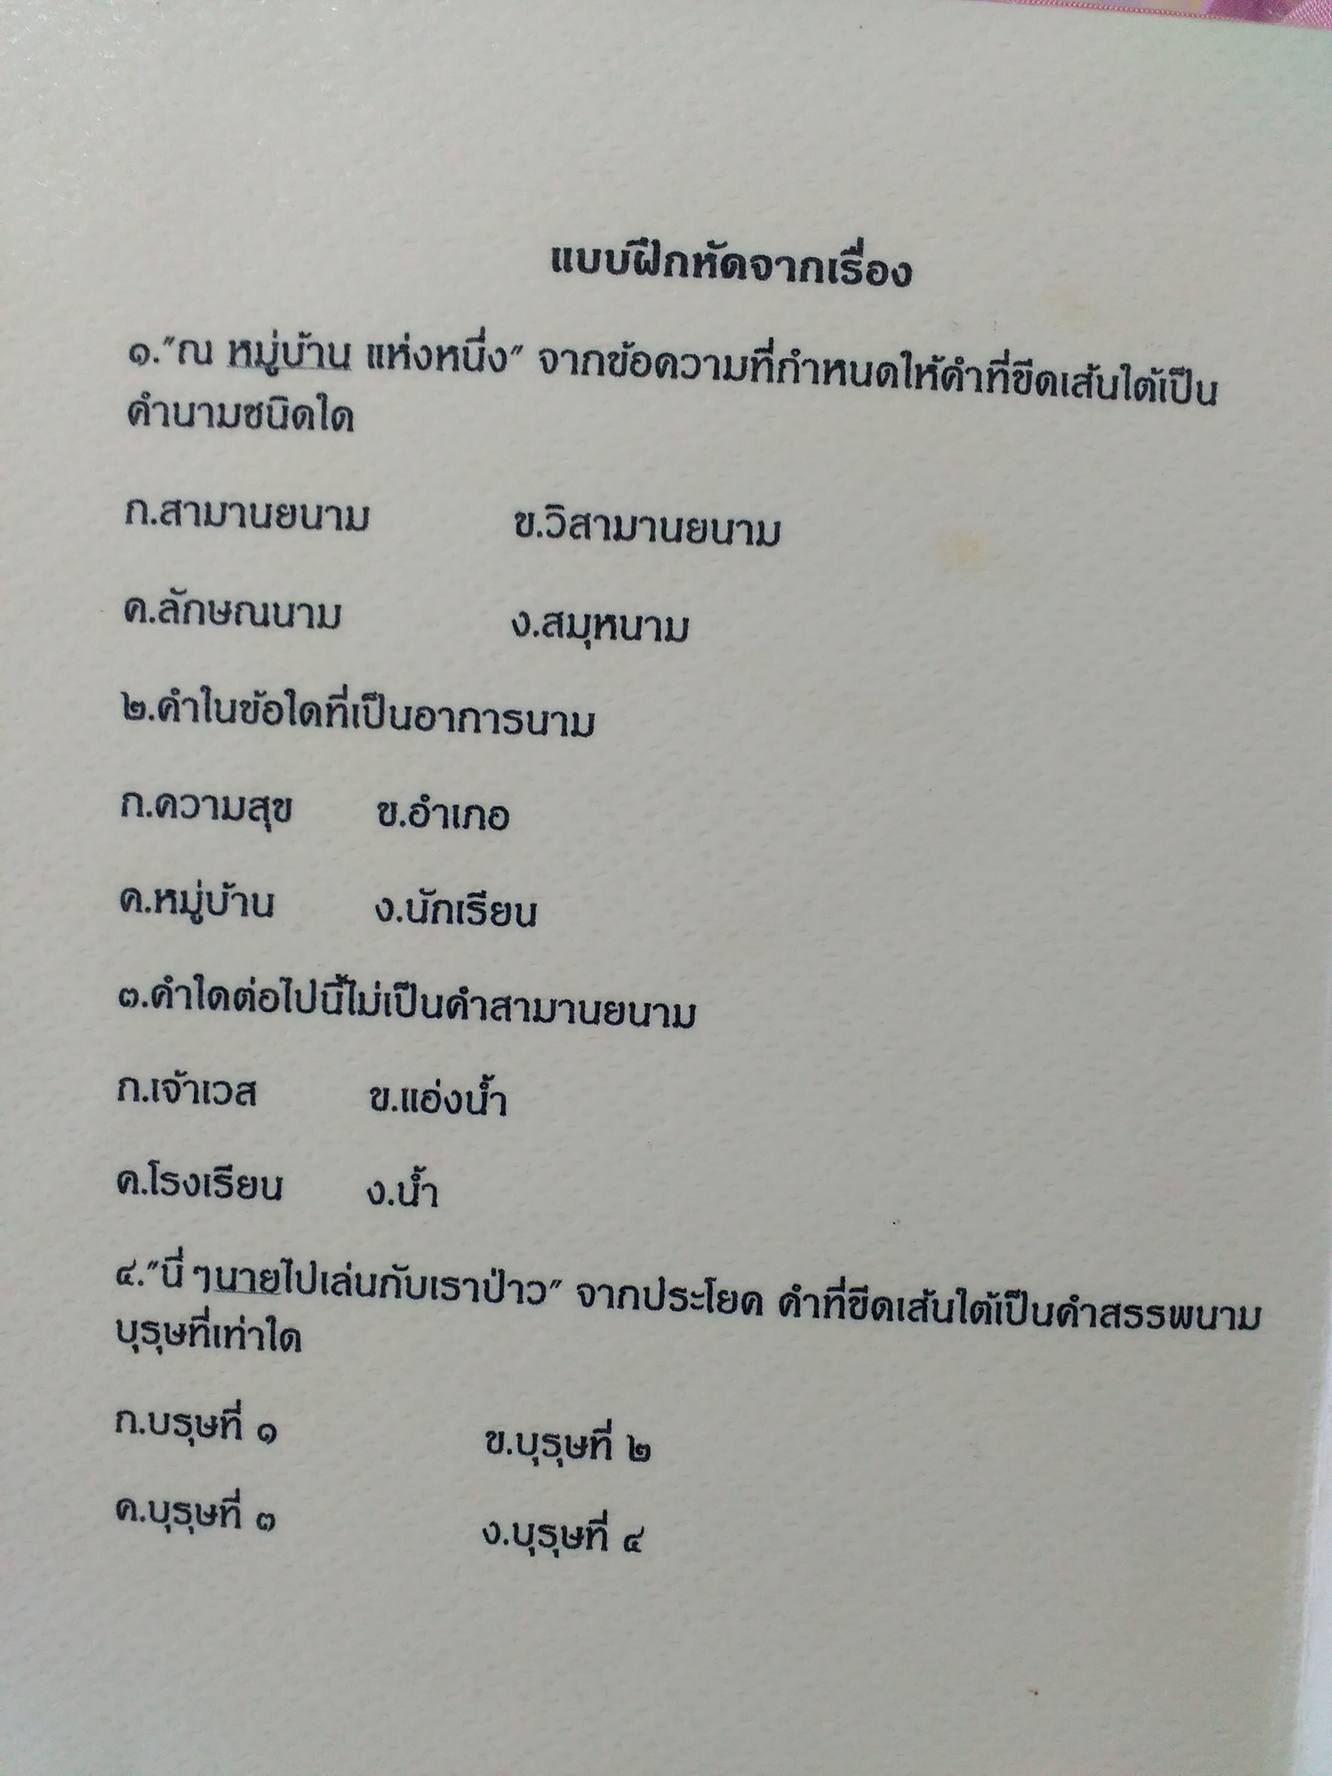 แบบฝึกหัดจากเรื่อง
๑."ณ หมู่บ้าน แห่งหนึ่ง" จากข้อความที่กำหนดให้คำที่ขีดเส้นใต้เป็น
คำนามชนิดใด
ก.สามานยนาม ข.วิสามานยนาม
ค.ลักษณนาม ง.สมุหนาม
๒.คำในข้อใดที่เป็นอาการนาม
ก.ความสุข ข.อำเภอ
ค.หมู่บ้าน ง.นักเรียน
๓.คำใดต่อไปนี้ไม่เป็นคำสามานยนาม
ก.เจ้าเวส ข.แอ่งน้ำ
ค.โรงเรียน ง.น้ำ
๔."นี่ ๆนายไปเล่นกับเราป่าว" จากประโยค คำที่ขีดเส้นใต้เป็นคำสรรพนาม
บุรุษที่เท่าใด
ก.บรุษที่ ๑ ข.บุรุษที่ ๒
ค.บุรุษที่ ๓ ง.บุรุษที่ ๔